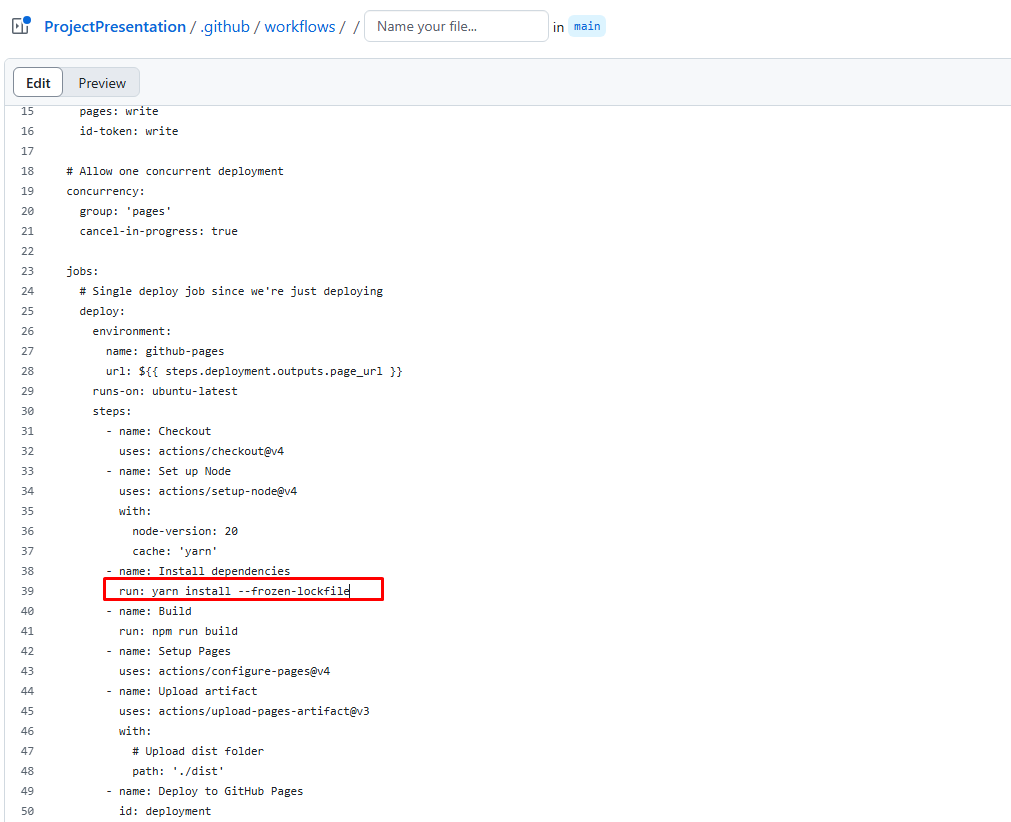 ProjectPresentation / .github / workflows / / Name your file... in main
Edit Preview
15 pages: write
16 id-token: write
17
18 # Allow one concurrent deployment
19 concurrency:
20 group: 'pages'
21 cancel-in-progress: true
22
23 jobs:
24 # Single deploy job since we're just deploying
25 deploy:
26 environment:
27 name: github-pages
28 url: ${{ steps.deployment.outputs.page_url }}
29 runs-on: ubuntu-latest
30 steps:
31 - name: Checkout
32 uses: actions/checkout@v4
33 - name: Set up Node
34 uses: actions/setup-node@v4
35 with:
36 node-version: 20
37 cache: 'yarn'
38 - name: Install dependencies
39 run: yarn install --frozen-lockfile
40 - name: Build
41 run: npm run build
42 - name: Setup Pages
43 uses: actions/configure-pages@v4
44 - name: Upload artifact
45 uses: actions/upload-pages-artifact@v3
46 with:
47 # Upload dist folder
48 path: './dist'
49 - name: Deploy to GitHub Pages
50 id: deployment